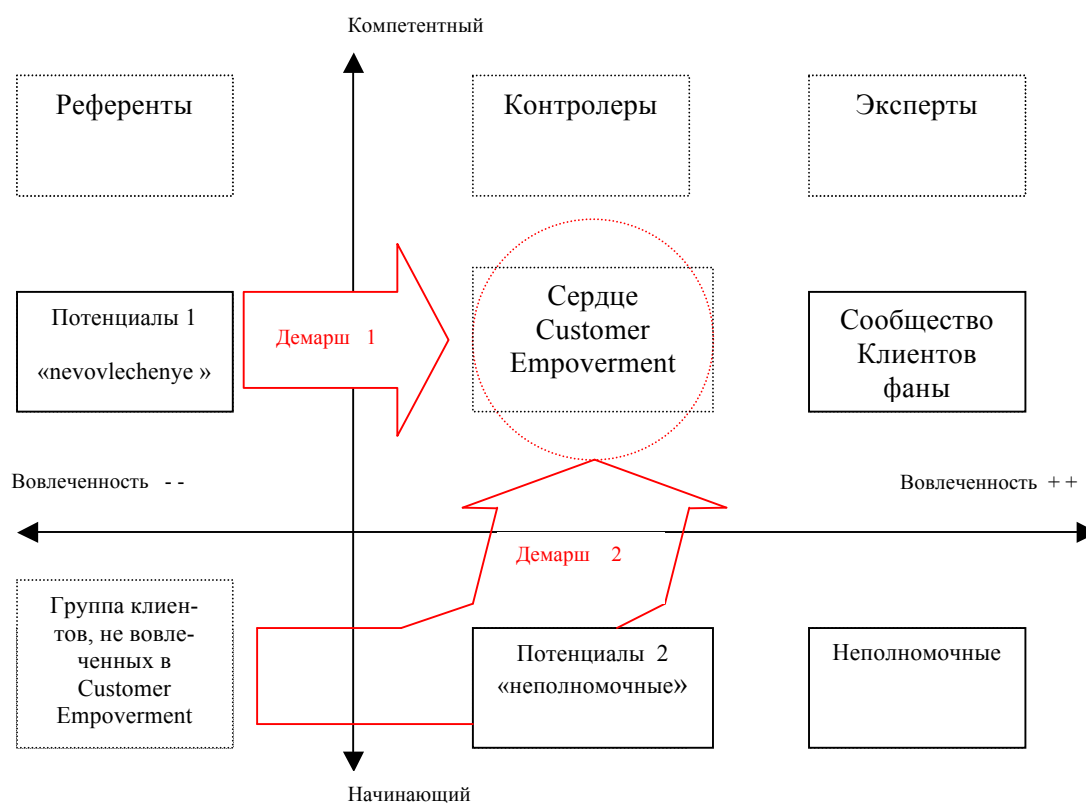 Компетентный
Референты
Контролеры
Эксперты
Потенциалы 1
«nevovlechenye »
Демарш 1
Сердце
Customer
Empoverment
Сообщество
Клиентов
фаны
Вовлеченность - -
Вовлеченность + +
Демарш 2
Группа клиен-
тов, не вовле-
ченных в
Customer
Empoverment
Потенциалы 2
«неполномочные»
Неполномочные
Начинающий